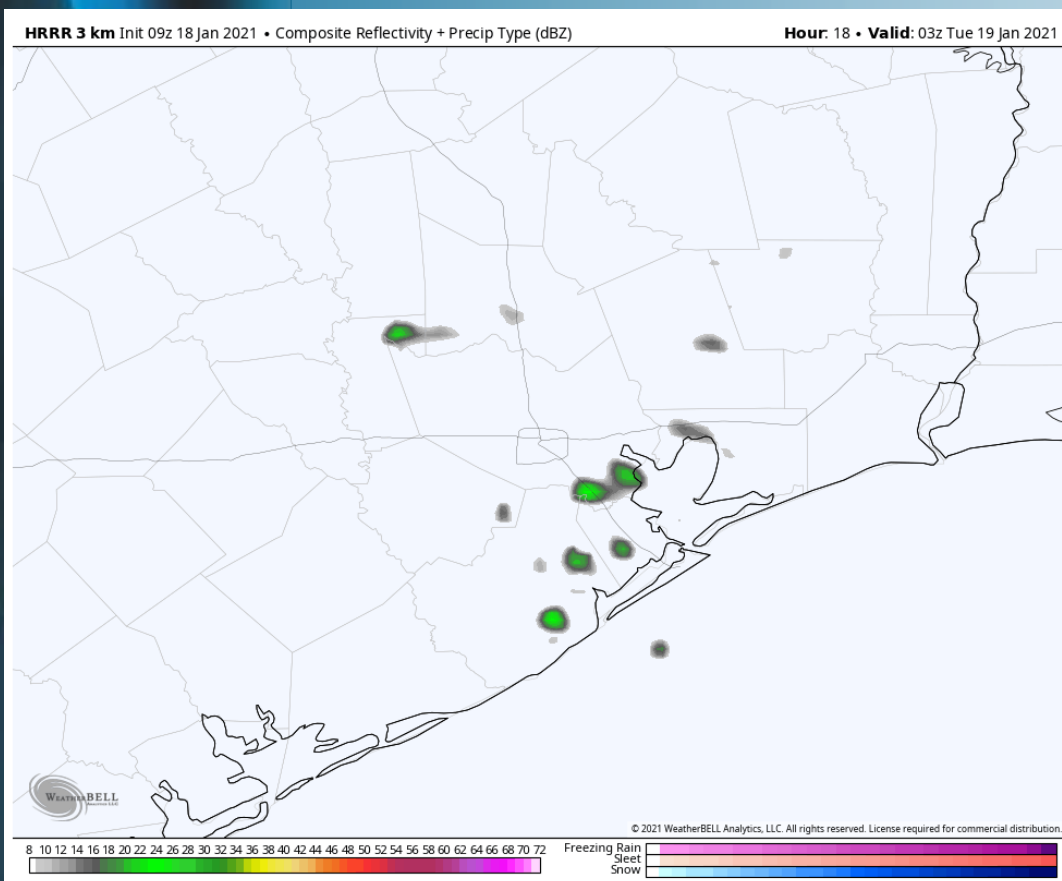 HRRR 3 km Init 09z 18 Jan 2021 • Composite Reflectivity + Precip Type (dBZ)
Hour: 18 • Valid: 03z Tue 19 Jan 2021
WEATHERBELL
ANALYTICS LLC
© 2021 WeatherBELL Analytics, LLC. All rights reserved. License required for commercial distribution.
8 10 12 14 16 18 20 22 24 26 28 30 32 34 36 38 40 42 44 46 48 50 52 54 56 58 60 62 64 66 68 70 72
Freezing Rain
Sleet
Snow